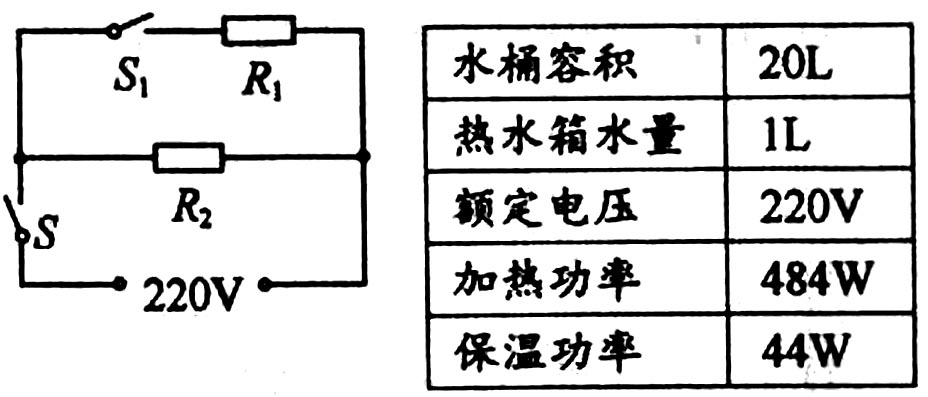 S₁ R₁
R₂
S
220V
水桶容积 20L
热水箱水量 1L
额定电压 220V
加热功率 484W
保温功率 44W